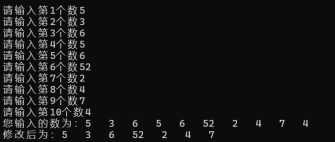 请输入第1个数5
请输入第2个数3
请输入第3个数6
请输入第4个数5
请输入第5个数6
请输入第6个数52
请输入第7个数2
请输入第8个数4
请输入第9个数7
请输入第10个数4
您输入的数为: 5 3 6 5 6 52 2 4 7 4
修改后为: 5 3 6 52 2 4 7